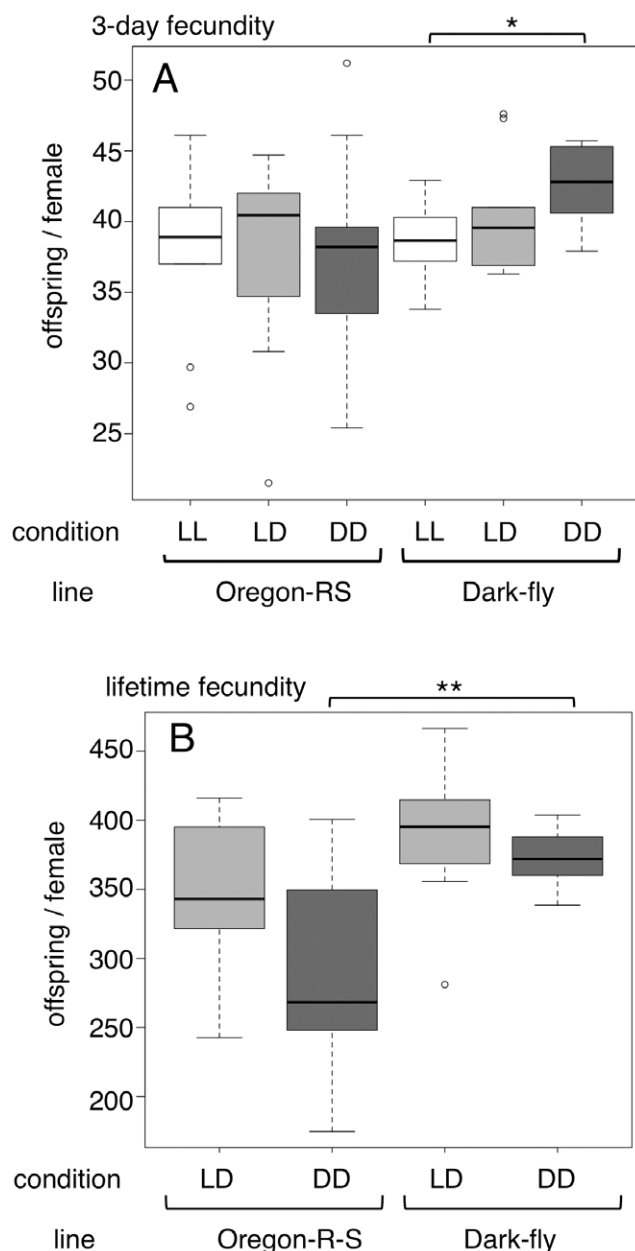 3-day fecundity
*
A
50
45
40
35
30
25
offspring / female
condition LL LD DD LL LD DD
line Oregon-RS Dark-fly
lifetime fecundity
**
B
450
400
350
300
250
200
offspring / female
condition LD DD LD DD
line Oregon-R-S Dark-fly